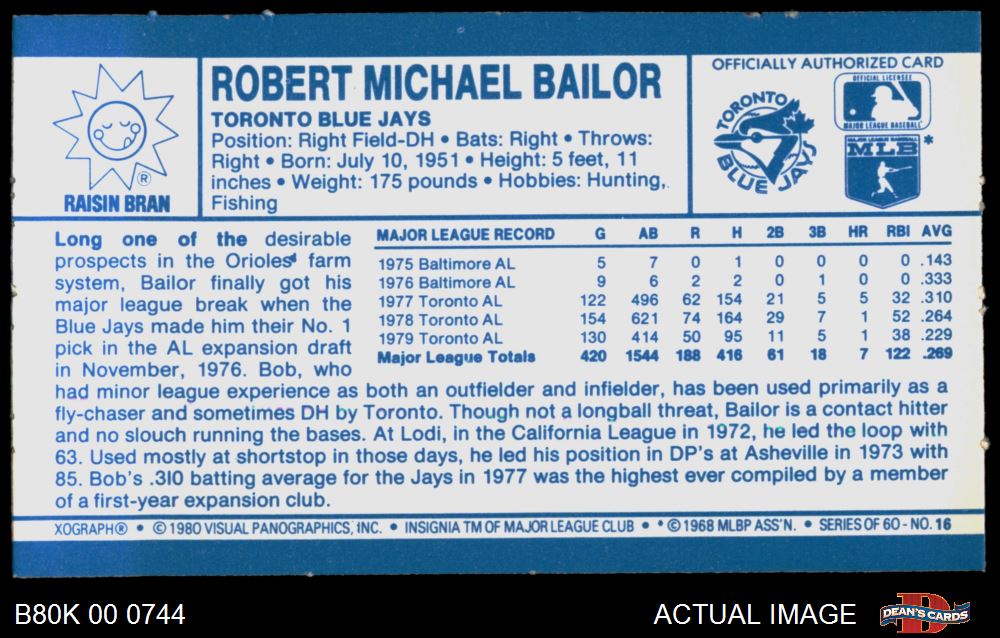 ROBERT MICHAEL BAILOR
TORONTO BLUE JAYS
Position: Right Field-DH • Bats: Right • Throws:
Right • Born: July 10, 1951 • Height: 5 feet, 11
inches • Weight: 175 pounds • Hobbies: Hunting,
Fishing
®
RAISIN BRAN
OFFICIALLY AUTHORIZED CARD
TORONTO
BLUE JAYS
OFFICIAL LICENSEE
MAJOR LEAGUE BASEBALL
MAJOR LEAGUE BASEBALL
MLB*
Long one of the desirable
prospects in the Orioles' farm
system, Bailor finally got his
major league break when the
Blue Jays made him their No. 1
pick in the AL expansion draft
in November, 1976. Bob, who
MAJOR LEAGUE RECORD G AB R H 2B 3B HR RBI AVG
1975 Baltimore AL 5 7 0 1 0 0 0 0 .143
1976 Baltimore AL 9 6 2 2 0 1 0 0 .333
1977 Toronto AL 122 496 62 154 21 5 5 32 .310
1978 Toronto AL 154 621 74 164 29 7 1 52 .264
1979 Toronto AL 130 414 50 95 11 5 1 38 .229
Major League Totals 420 1544 188 416 61 18 7 122 .269
had minor league experience as both an outfielder and infielder, has been used primarily as a
fly-chaser and sometimes DH by Toronto. Though not a longball threat, Bailor is a contact hitter
and no slouch running the bases. At Lodi, in the California League in 1972, he led the loop with
63. Used mostly at shortstop in those days, he led his position in DP's at Asheville in 1973 with
85. Bob's .3l0 batting average for the Jays in 1977 was the highest ever compiled by a member
of a first-year expansion club.
XOGRAPH® • © 1980 VISUAL PANOGRAPHICS, INC. • INSIGNIA TM OF MAJOR LEAGUE CLUB • * © 1968 MLBP ASS'N. • SERIES OF 60 - NO. 16
B80K 00 0744
ACTUAL IMAGE
DEAN'S CARDS